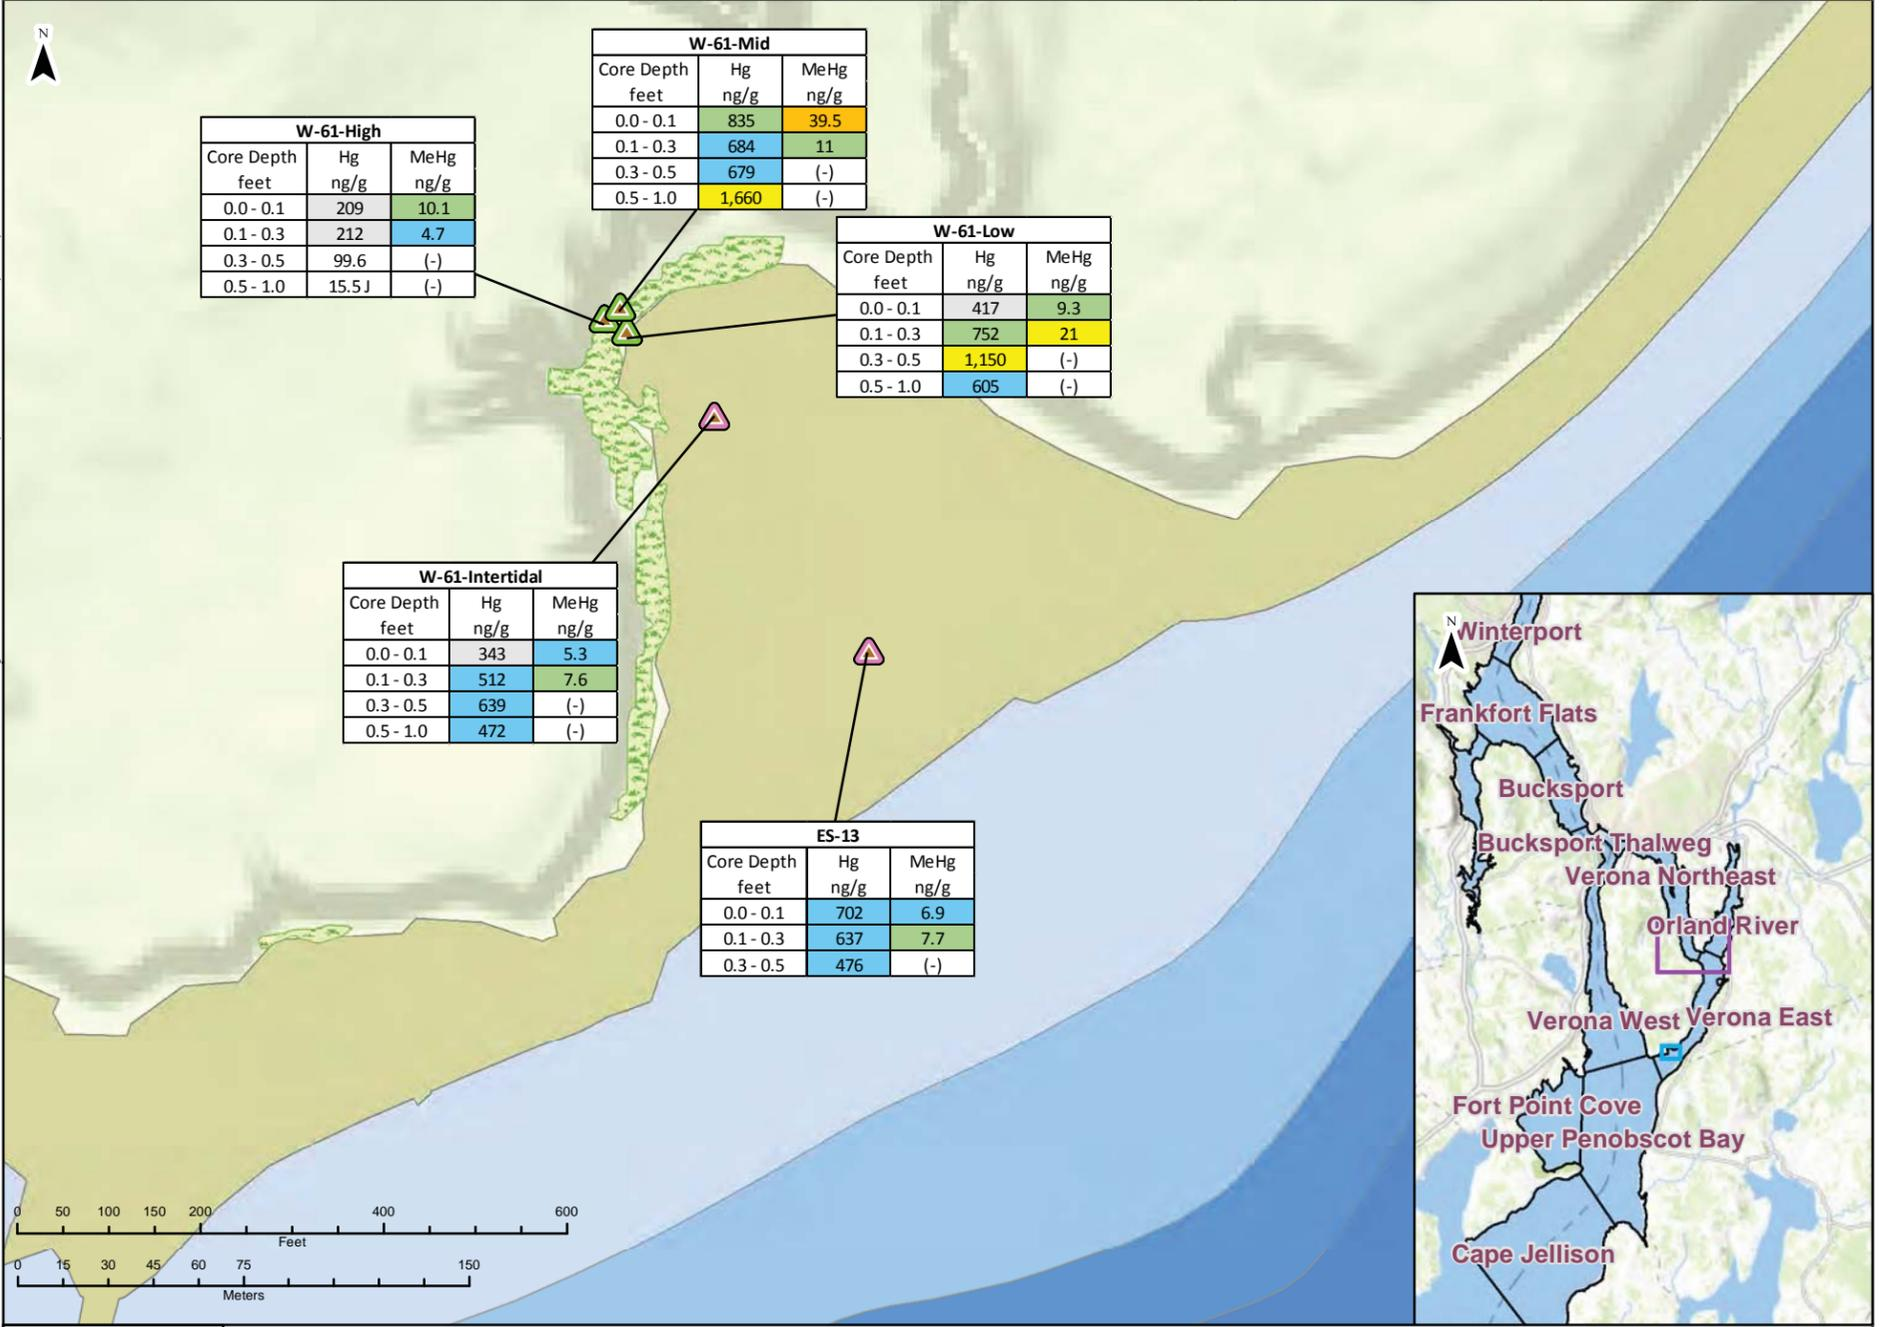 N
W-61-Mid
Core Depth feet Hg ng/g MeHg ng/g
0.0 - 0.1 835 39.5
0.1 - 0.3 684 11
0.3 - 0.5 679 (-)
0.5 - 1.0 1,660 (-)
W-61-High
Core Depth feet Hg ng/g MeHg ng/g
0.0 - 0.1 209 10.1
0.1 - 0.3 212 4.7
0.3 - 0.5 99.6 (-)
0.5 - 1.0 15.5 J (-)
W-61-Low
Core Depth feet Hg ng/g MeHg ng/g
0.0 - 0.1 417 9.3
0.1 - 0.3 752 21
0.3 - 0.5 1,150 (-)
0.5 - 1.0 605 (-)
W-61-Intertidal
Core Depth feet Hg ng/g MeHg ng/g
0.0 - 0.1 343 5.3
0.1 - 0.3 512 7.6
0.3 - 0.5 639 (-)
0.5 - 1.0 472 (-)
ES-13
Core Depth feet Hg ng/g MeHg ng/g
0.0 - 0.1 702 6.9
0.1 - 0.3 637 7.7
0.3 - 0.5 476 (-)
N
Winterport
Frankfort Flats
Bucksport
Bucksport Thalweg
Verona Northeast
Orland River
Verona West
Verona East
Fort Point Cove
Upper Penobscot Bay
Cape Jellison
0 50 100 150 200 400 600
Feet
0 15 30 45 60 75 150
Meters